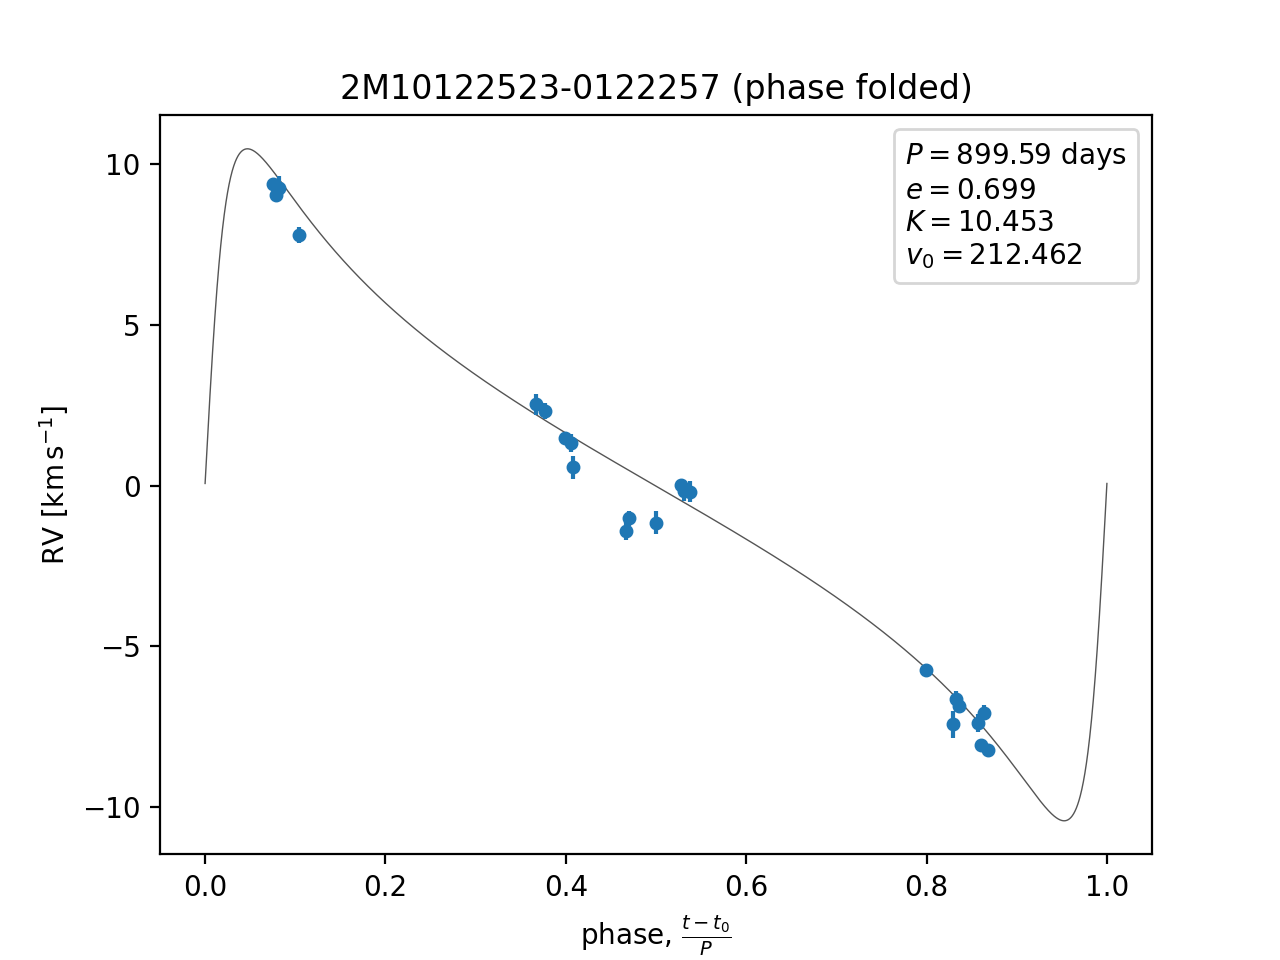 2M10122523-0122257 (phase folded)
P = 899.59 days
e = 0.699
K = 10.453
v₀ = 212.462
RV [km s⁻¹]
10
5
0
−5
−10
0.0 0.2 0.4 0.6 0.8 1.0
phase, (t − t₀)/P